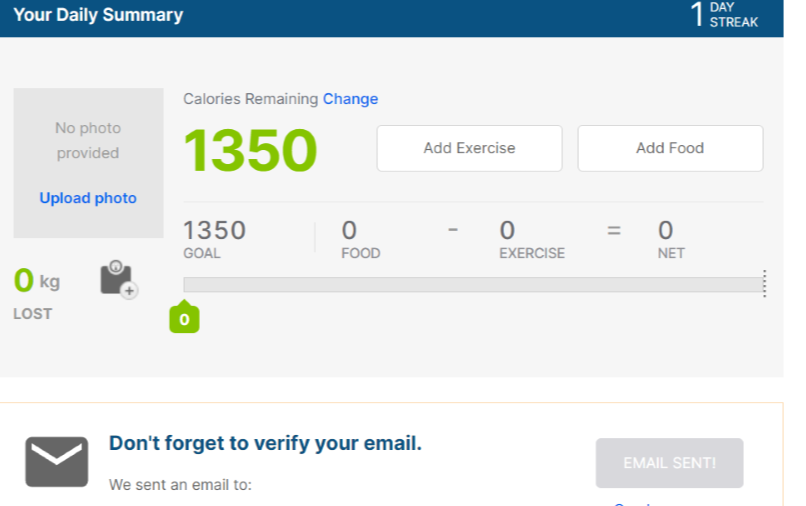 Your Daily Summary
1 DAY STREAK
No photo
provided
Upload photo
Calories Remaining Change
1350
Add Exercise
Add Food
1350 0 - 0 = 0
GOAL FOOD EXERCISE NET
0 kg
LOST
0
Don't forget to verify your email.
We sent an email to:
EMAIL SENT!